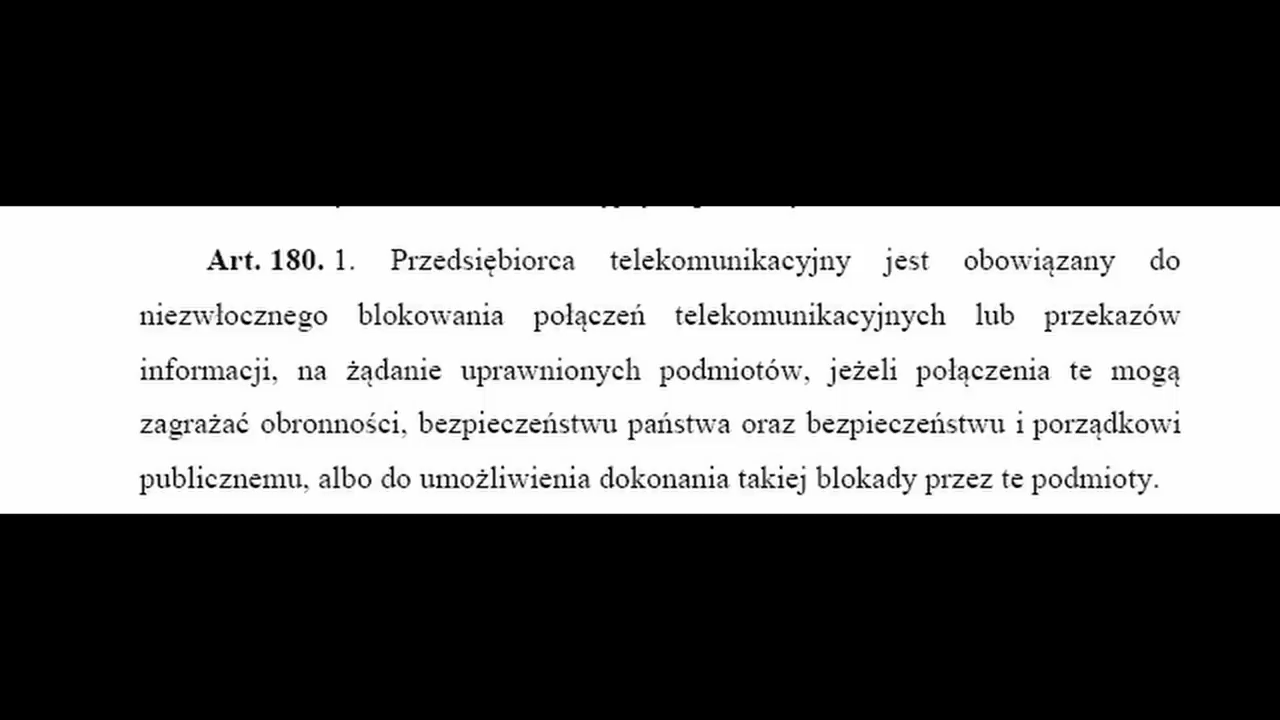 Art. 180. 1. Przedsiębiorca telekomunikacyjny jest obowiązany do
niezwłocznego blokowania połączeń telekomunikacyjnych lub przekazów
informacji, na żądanie uprawnionych podmiotów, jeżeli połączenia te mogą
zagrażać obronności, bezpieczeństwu państwa oraz bezpieczeństwu i porządkowi
publicznemu, albo do umożliwienia dokonania takiej blokady przez te podmioty.